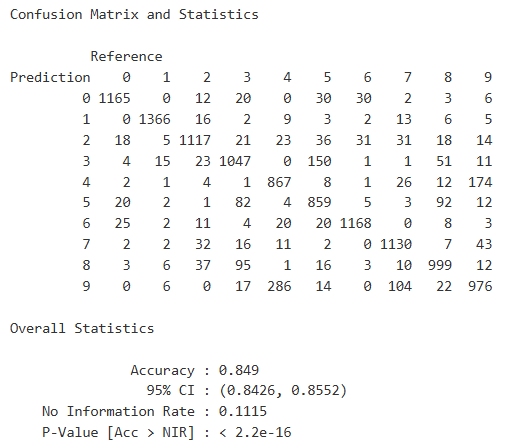 Confusion Matrix and Statistics
Reference
Prediction 0 1 2 3 4 5 6 7 8 9
0 1165 0 12 20 0 30 30 2 3 6
1 0 1366 16 2 9 3 2 13 6 5
2 18 5 1117 21 23 36 31 31 18 14
3 4 15 23 1047 0 150 1 1 51 11
4 2 1 4 1 867 8 1 26 12 174
5 20 2 1 82 4 859 5 3 92 12
6 25 2 11 4 20 20 1168 0 8 3
7 2 2 32 16 11 2 0 1130 7 43
8 3 6 37 95 1 16 3 10 999 12
9 0 6 0 17 286 14 0 104 22 976
Overall Statistics
Accuracy : 0.849
95% CI : (0.8426, 0.8552)
No Information Rate : 0.1115
P-Value [Acc > NIR] : < 2.2e-16